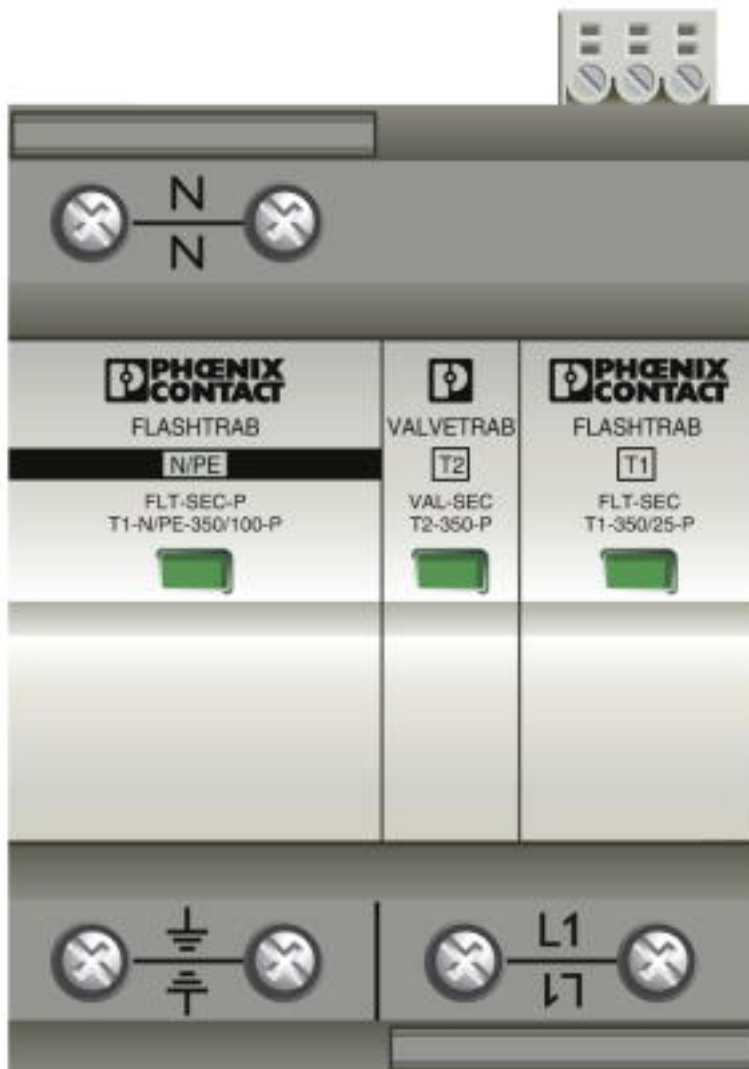 N
N
PHŒNIX
CONTACT
FLASHTRAB
N/PE
FLT-SEC-P
T1-N/PE-350/100-P
VALVETRAB
T2
VAL-SEC
T2-350-P
PHŒNIX
CONTACT
FLASHTRAB
T1
FLT-SEC
T1-350/25-P
L1
L1